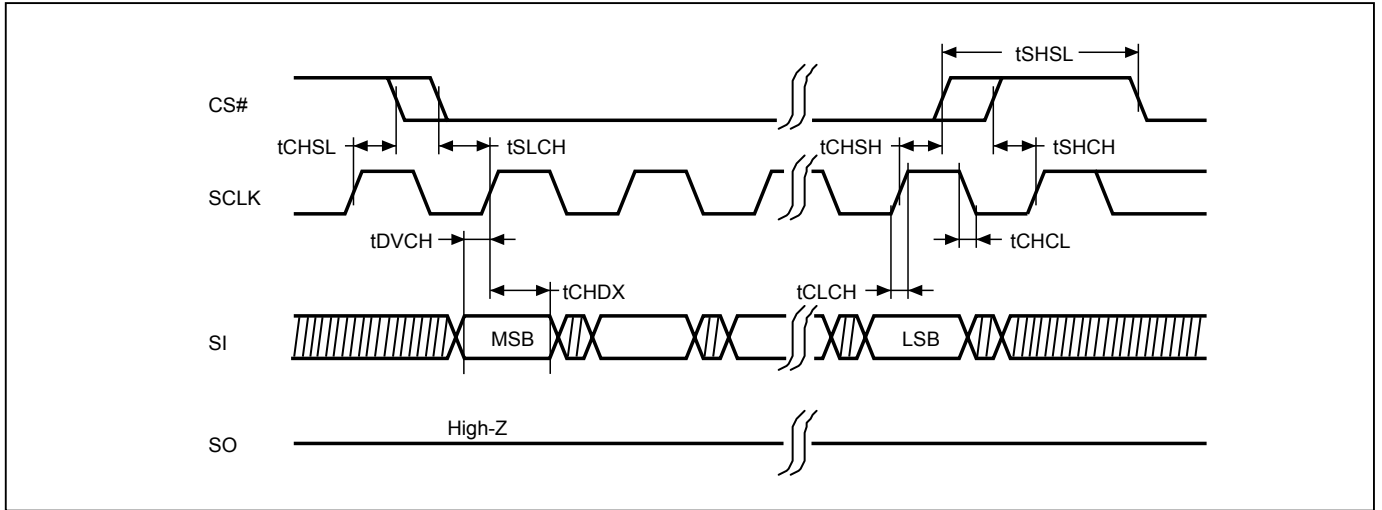 tSHSL
CS#
tCHSL
tSLCH
tCHSH
tSHCH
SCLK
tDVCH
tCHCL
tCHDX
tCLCH
SI
MSB
LSB
High-Z
SO